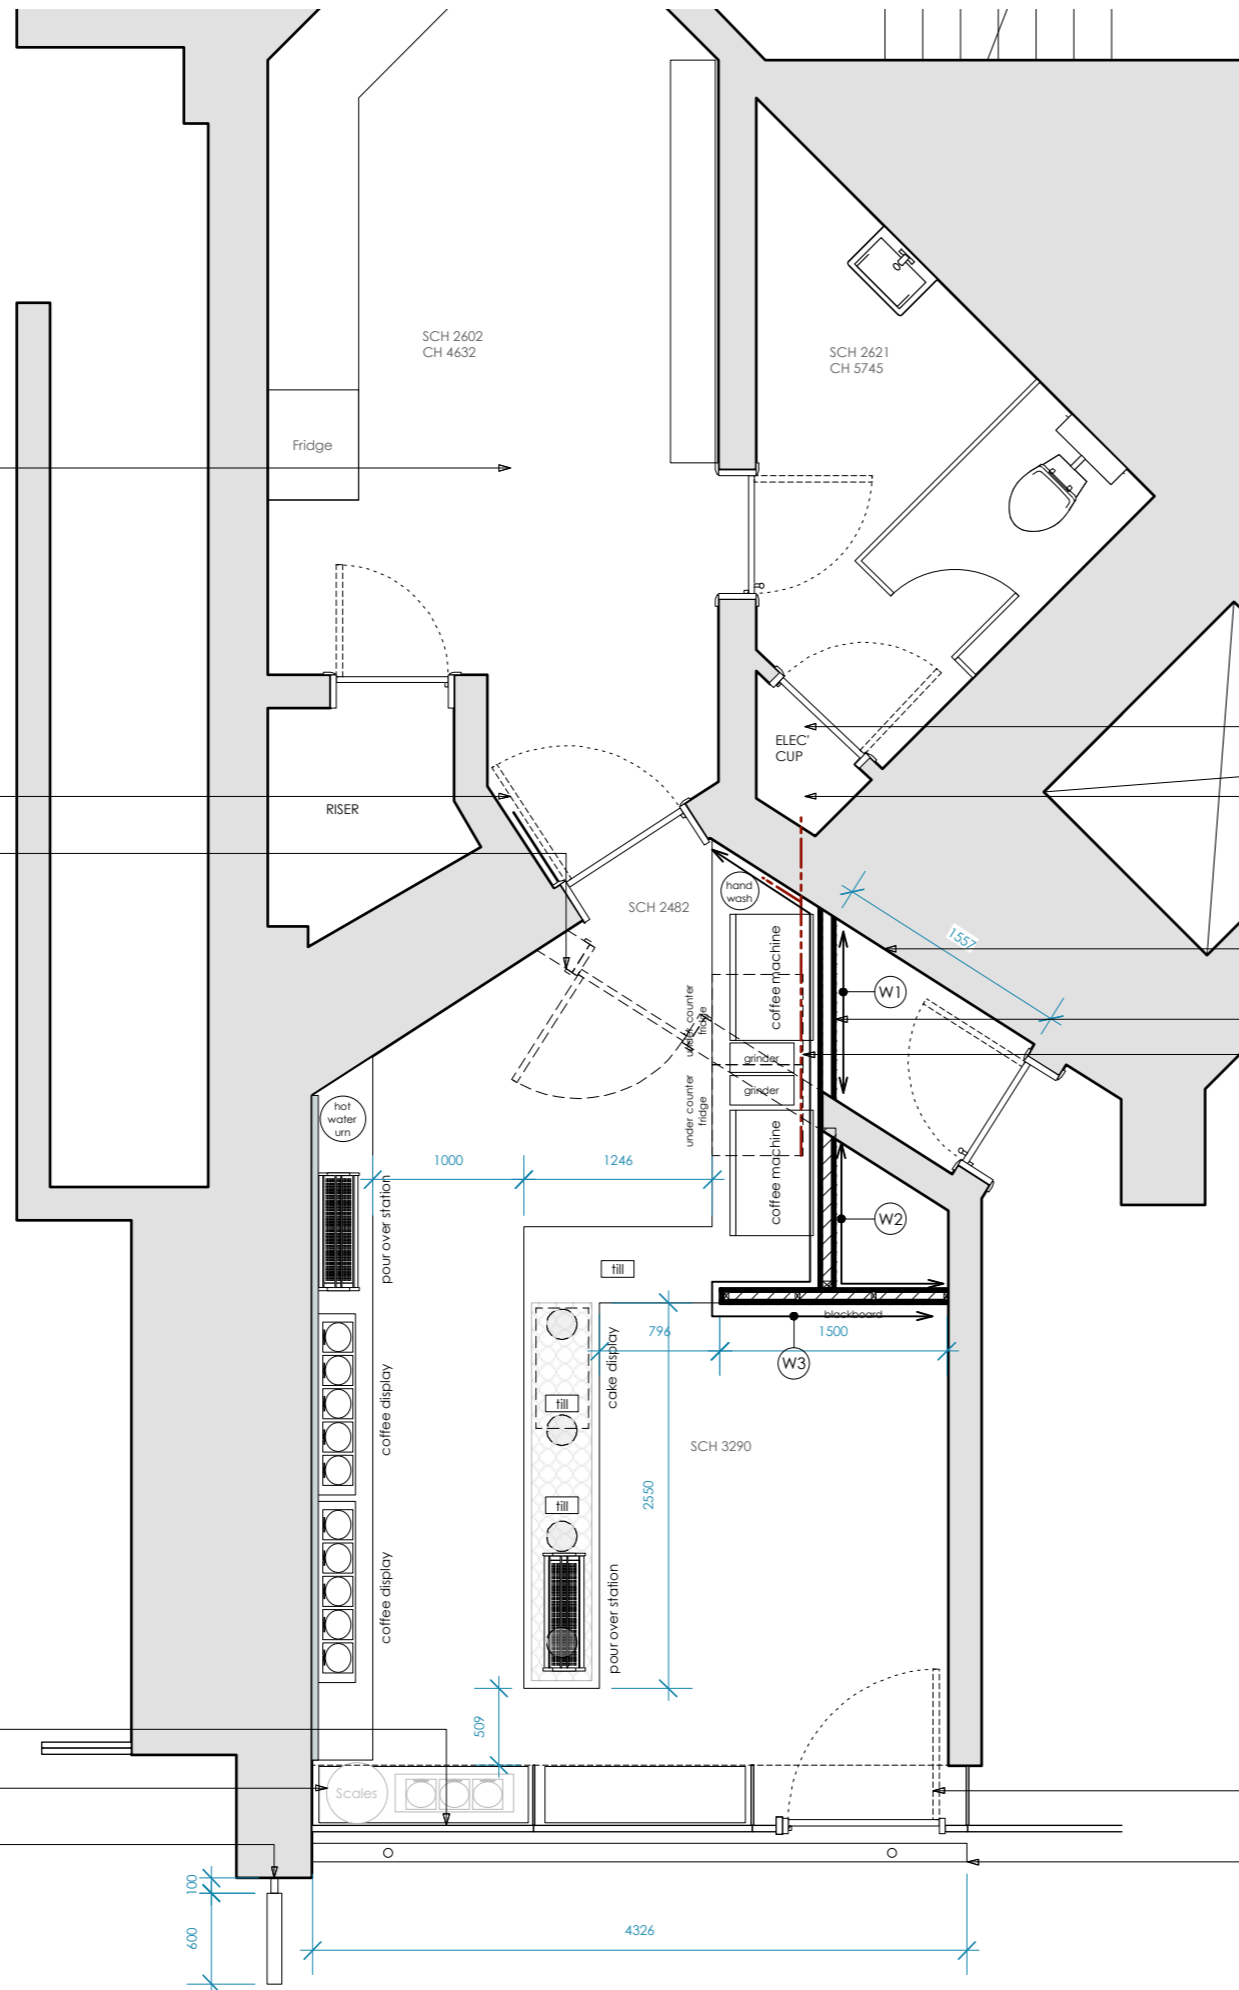 SCH 2602
CH 4632
SCH 2621
CH 5745
Fridge
ELEC'
CUP
RISER
hand
wash
SCH 2482
1557
coffee machine
W1
under counter
fridge
grinder
grinder
under counter
fridge
hot
water
urn
1000
1246
coffee machine
pour over station
W2
till
blackboard
796
1500
W3
cake display
coffee display
till
SCH 3290
2550
till
coffee display
pour over station
509
Scales
100
600
4326